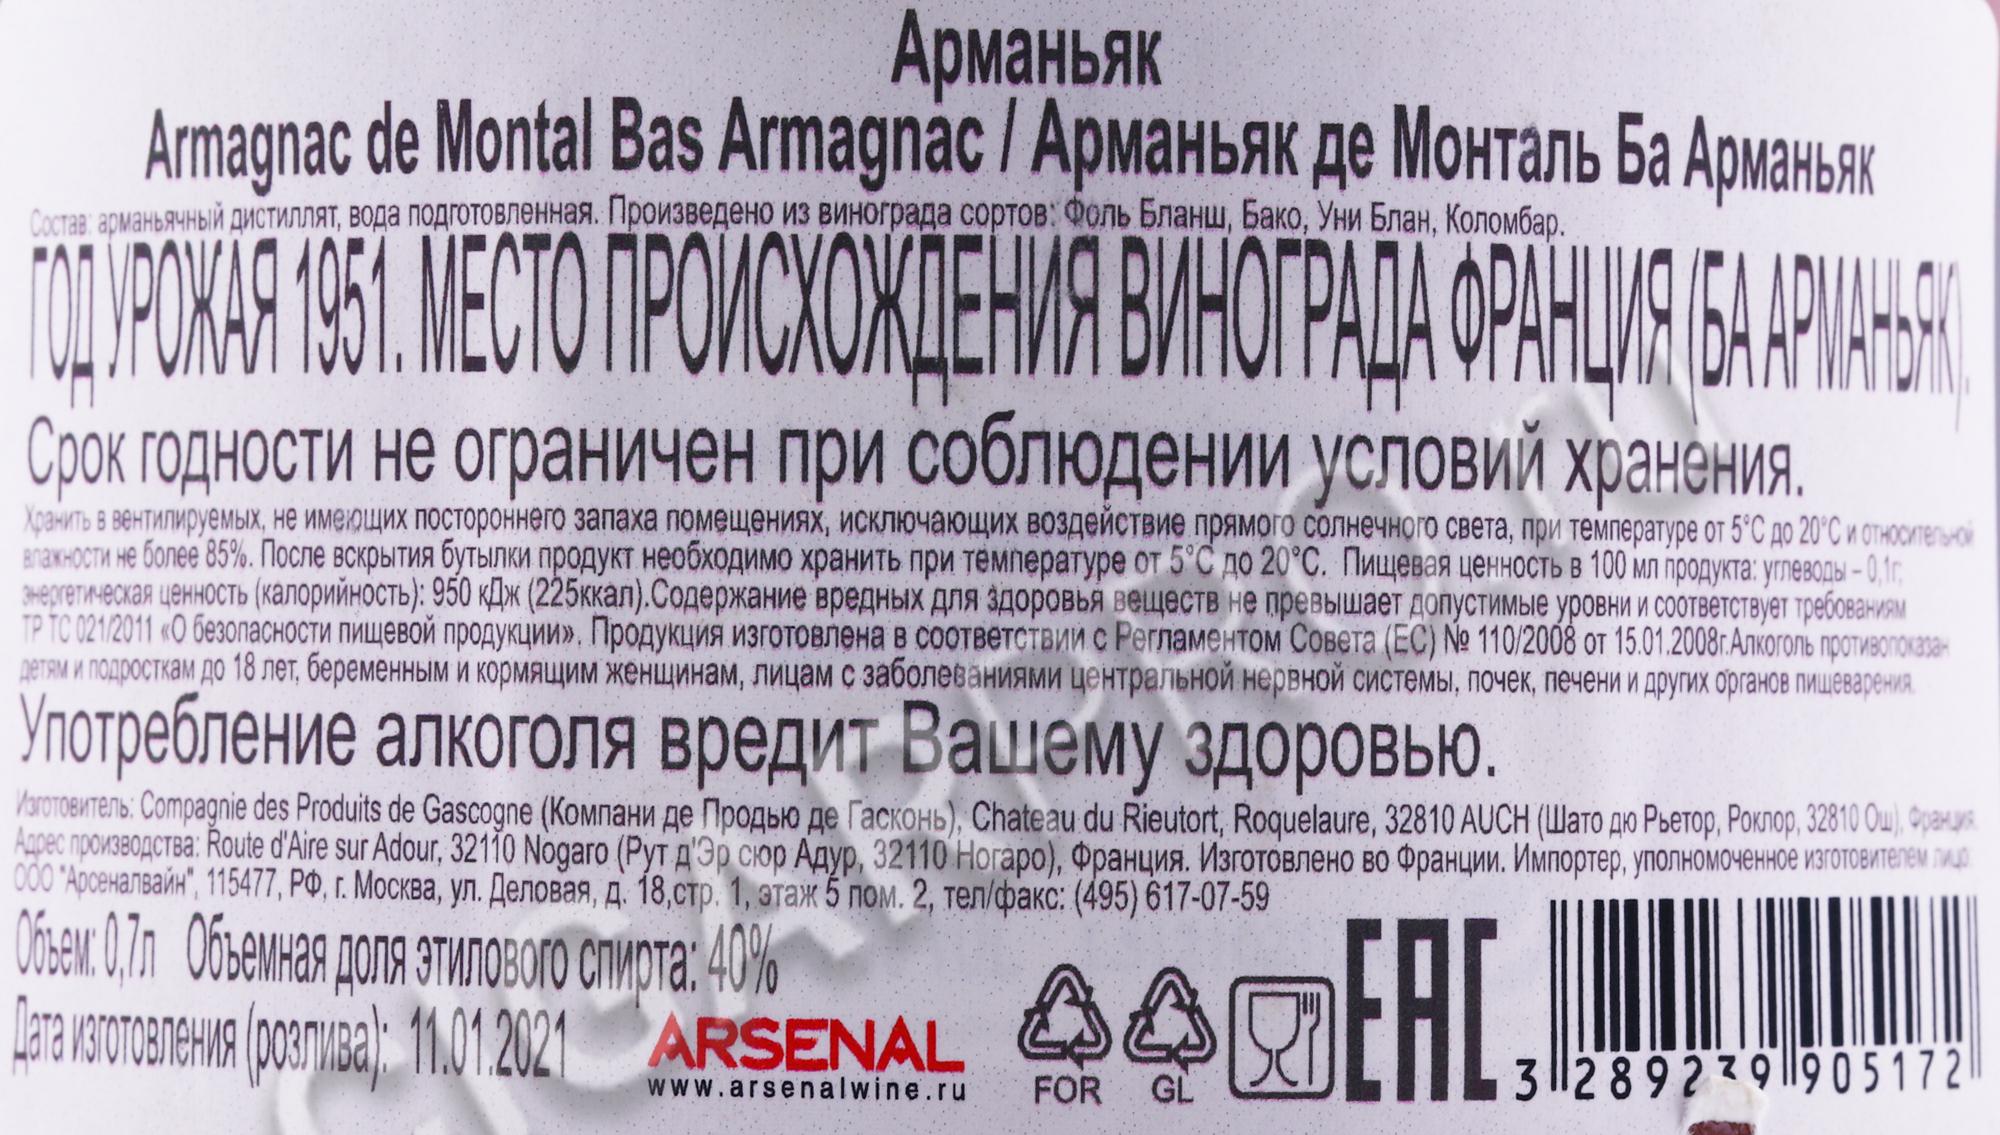 Арманьяк
Armagnac de Montal Bas Armagnac / Арманьяк де Монталь Ба Арманьяк
Состав: арманьячный дистиллят, вода подготовленная. Произведено из винограда сортов: Фоль Бланш, Бако, Уни Блан, Коломбар.
ГОД УРОЖАЯ 1951. МЕСТО ПРОИСХОЖДЕНИЯ ВИНОГРАДА ФРАНЦИЯ (БА АРМАНЬЯК).
Срок годности не ограничен при соблюдении условий хранения.
Хранить в вентилируемых, не имеющих постороннего запаха помещениях, исключающих воздействие прямого солнечного света, при температуре от 5°С до 20°С и относительной
влажности не более 85%. После вскрытия бутылки продукт необходимо хранить при температуре от 5°С до 20°С. Пищевая ценность в 100 мл продукта: углеводы – 0,1г;
энергетическая ценность (калорийность): 950 кДж (225ккал).Содержание вредных для здоровья веществ не превышает допустимые уровни и соответствует требованиям
ТР ТС 021/2011 «О безопасности пищевой продукции». Продукция изготовлена в соответствии с Регламентом Совета (ЕС) № 110/2008 от 15.01.2008г.Алкоголь противопоказан
детям и подросткам до 18 лет, беременным и кормящим женщинам, лицам с заболеваниями центральной нервной системы, почек, печени и других органов пищеварения.
Употребление алкоголя вредит Вашему здоровью.
Изготовитель: Compagnie des Produits de Gascogne (Компани де Продью де Гасконь), Chateau du Rieutort, Roquelaure, 32810 AUCH (Шато дю Рьетор, Роклор, 32810 Ош), Франция.
Адрес производства: Route d'Aire sur Adour, 32110 Nogaro (Рут д'Эр сюр Адур, 32110 Ногаро), Франция. Изготовлено во Франции. Импортер, уполномоченное изготовителем лицо:
ООО "Арсеналвайн", 115477, РФ, г. Москва, ул. Деловая, д. 18,стр. 1, этаж 5 пом. 2, тел/факс: (495) 617-07-59
Объем: 0,7л Объемная доля этилового спирта: 40%
Дата изготовления (розлива): 11.01.2021
ARSENAL
www.arsenalwine.ru
FOR
GL
EAC
3 289239 905172
CIGARPRO.RU